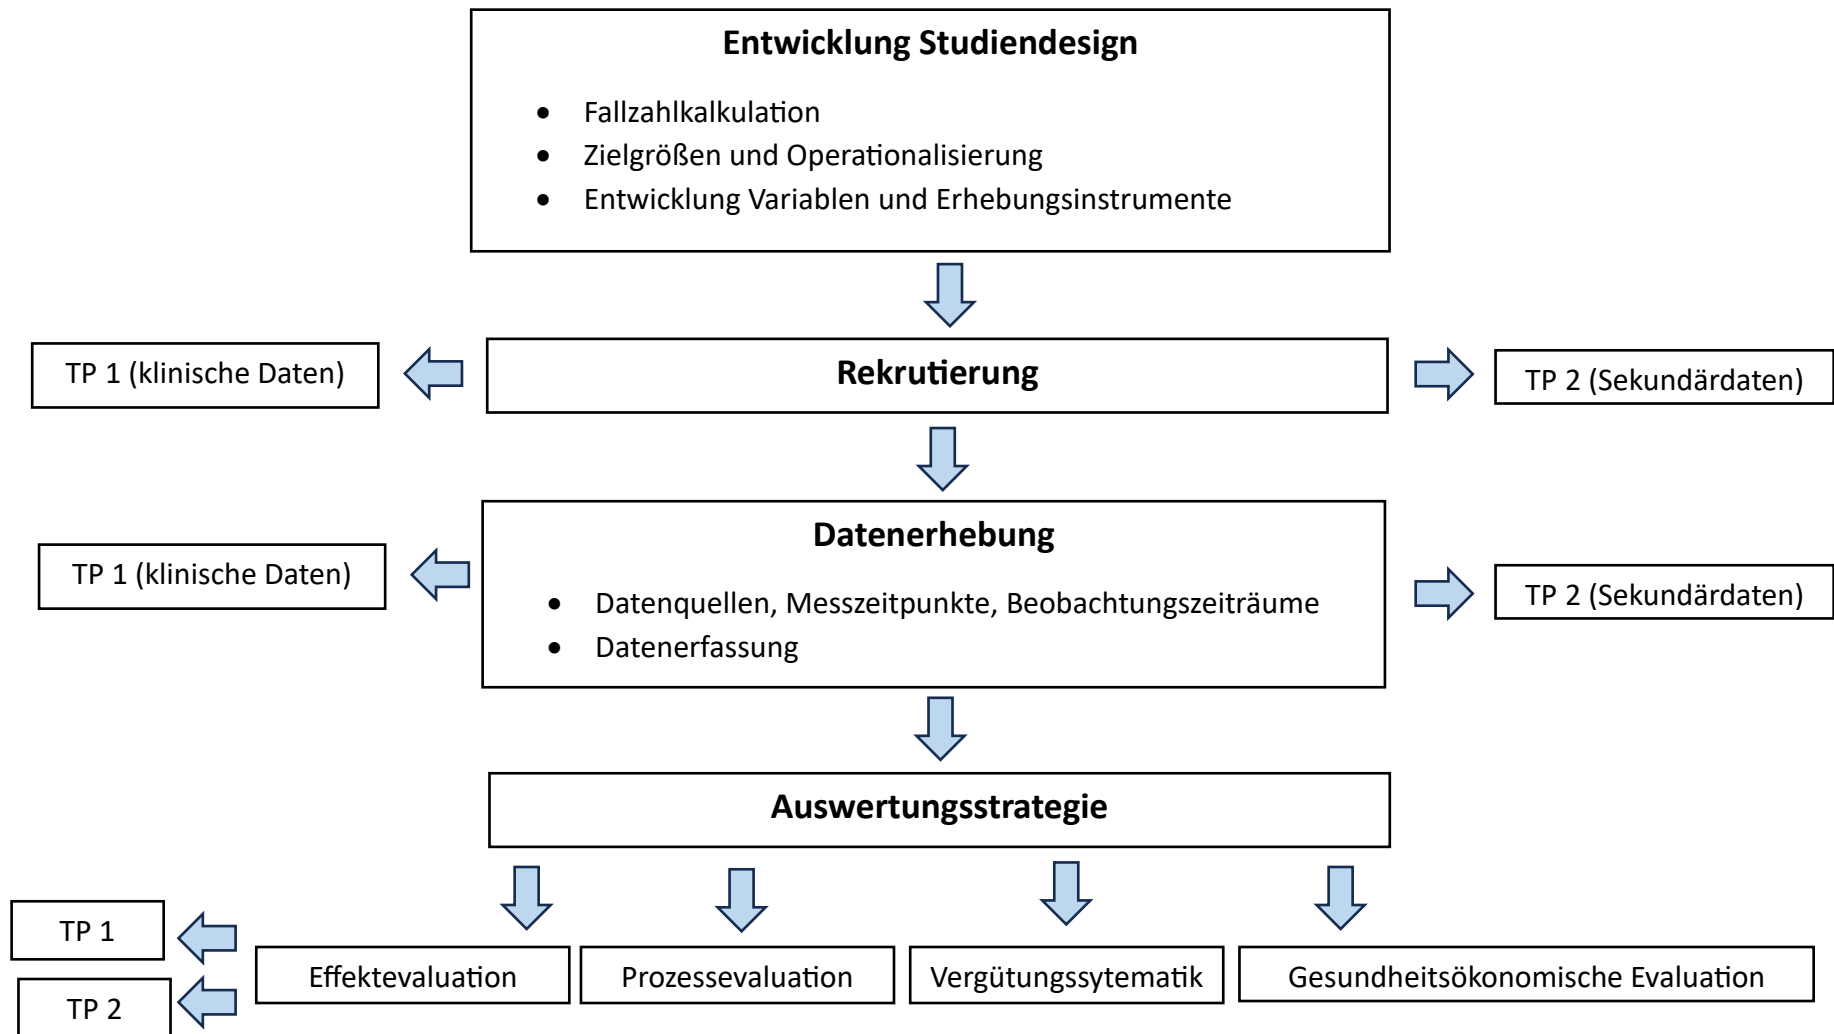 Entwicklung Studiendesign
• Fallzahlkalkulation
• Zielgrößen und Operationalisierung
• Entwicklung Variablen und Erhebungsinstrumente
TP 1 (klinische Daten)
Rekrutierung
TP 2 (Sekundärdaten)
Datenerhebung
• Datenquellen, Messzeitpunkte, Beobachtungszeiträume
• Datenerfassung
TP 1 (klinische Daten)
TP 2 (Sekundärdaten)
Auswertungsstrategie
TP 1
TP 2
Effektevaluation
Prozessevaluation
Vergütungssytematik
Gesundheitsökonomische Evaluation